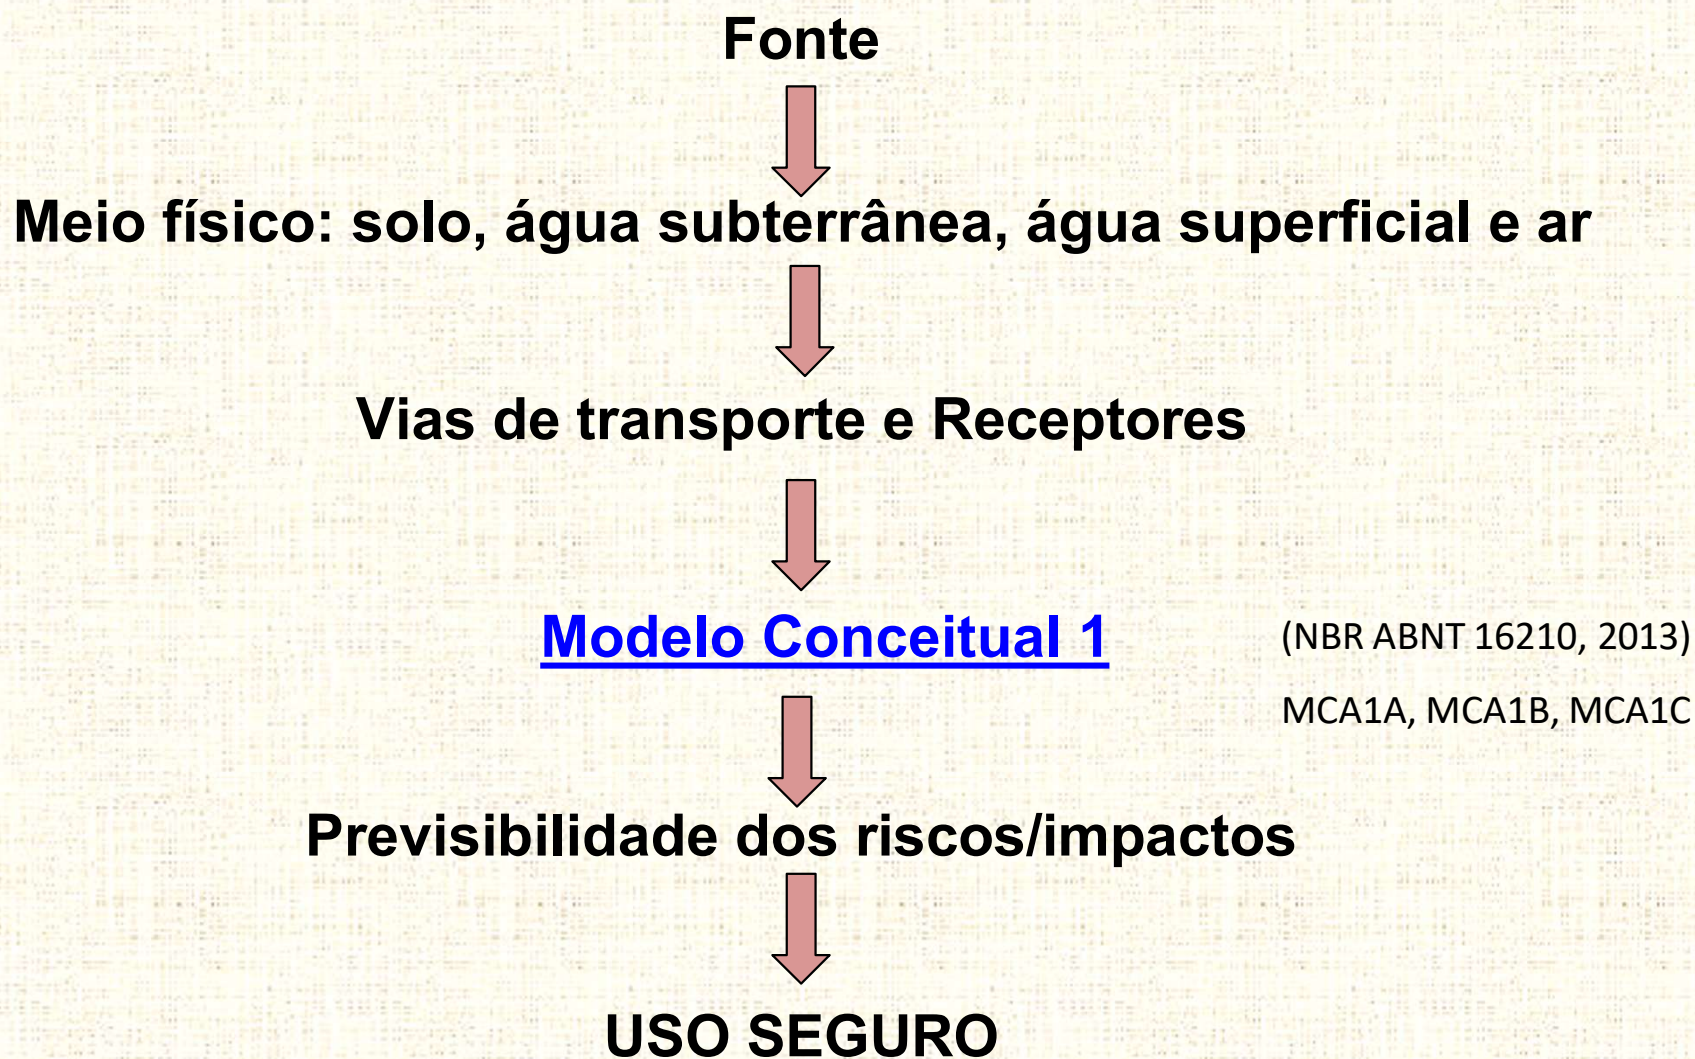 Fonte
Meio físico: solo, água subterrânea, água superficial e ar
Vias de transporte e Receptores
Modelo Conceitual 1
(NBR ABNT 16210, 2013)
MCA1A, MCA1B, MCA1C
Previsibilidade dos riscos/impactos
USO SEGURO